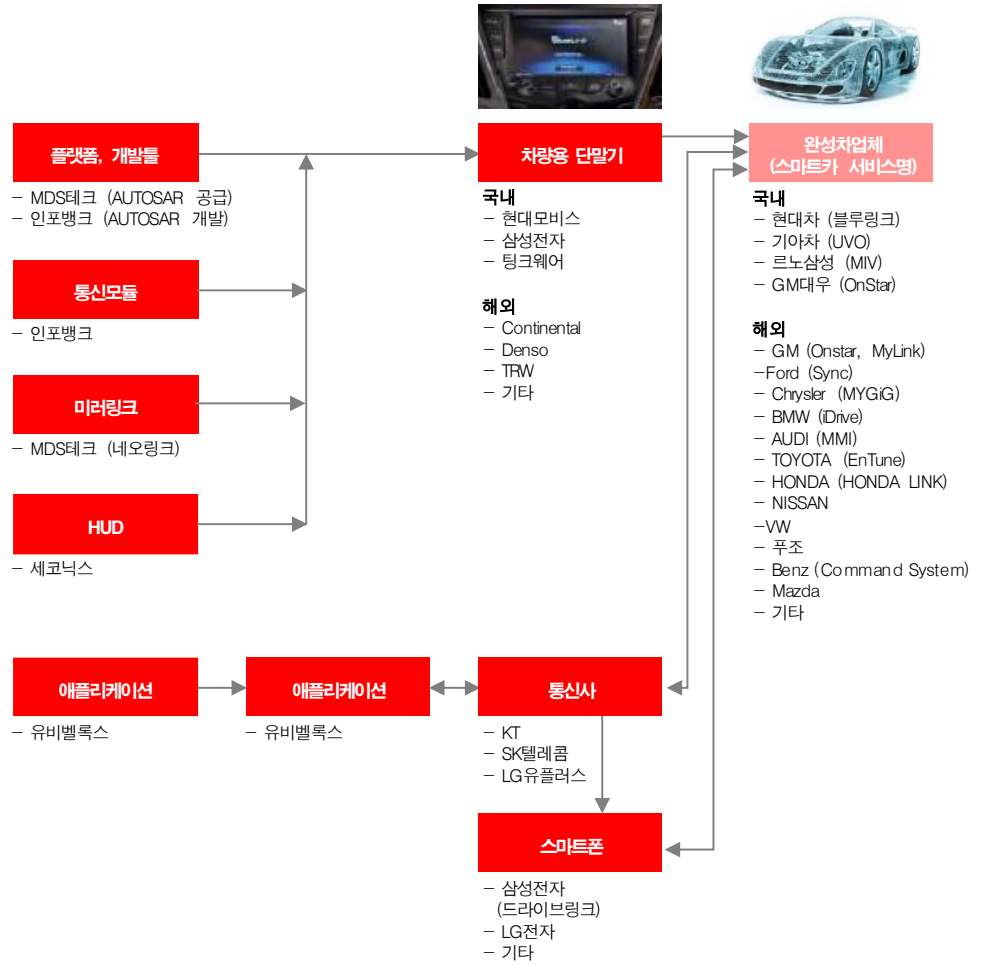 플랫폼, 개발툴
- MDS테크 (AUTOSAR 공급)
- 인포뱅크 (AUTOSAR 개발)
통신모듈
- 인포뱅크
미러링크
- MDS테크 (네오링크)
HUD
- 세코닉스
차량용 단말기
국내
- 현대모비스
- 삼성전자
- 팅크웨어
해외
- Continental
- Denso
- TRW
- 기타
완성차업체
(스마트카 서비스명)
국내
- 현대차 (블루링크)
- 기아차 (UVO)
- 르노삼성 (MIV)
- GM대우 (OnStar)
해외
- GM (Onstar, MyLink)
-Ford (Sync)
- Chrysler (MYGiG)
- BMW (iDrive)
- AUDI (MMI)
- TOYOTA (EnTune)
- HONDA (HONDA LINK)
- NISSAN
-VW
- 푸조
- Benz (Command System)
- Mazda
- 기타
애플리케이션
- 유비벨록스
애플리케이션
- 유비벨록스
통신사
- KT
- SK텔레콤
- LG유플러스
스마트폰
- 삼성전자
(드라이브링크)
- LG전자
- 기타